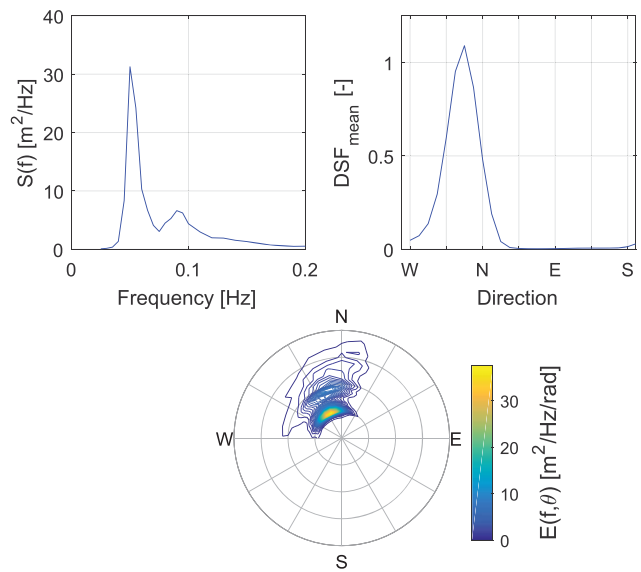 40
30
20
10
0
S(f) [m²/Hz]
0
0.1
0.2
Frequency [Hz]
1
0.5
0
DSF_mean [-]
W
N
E
S
Direction
N
W
E
S
30
20
10
0
E(f,θ) [m²/Hz/rad]